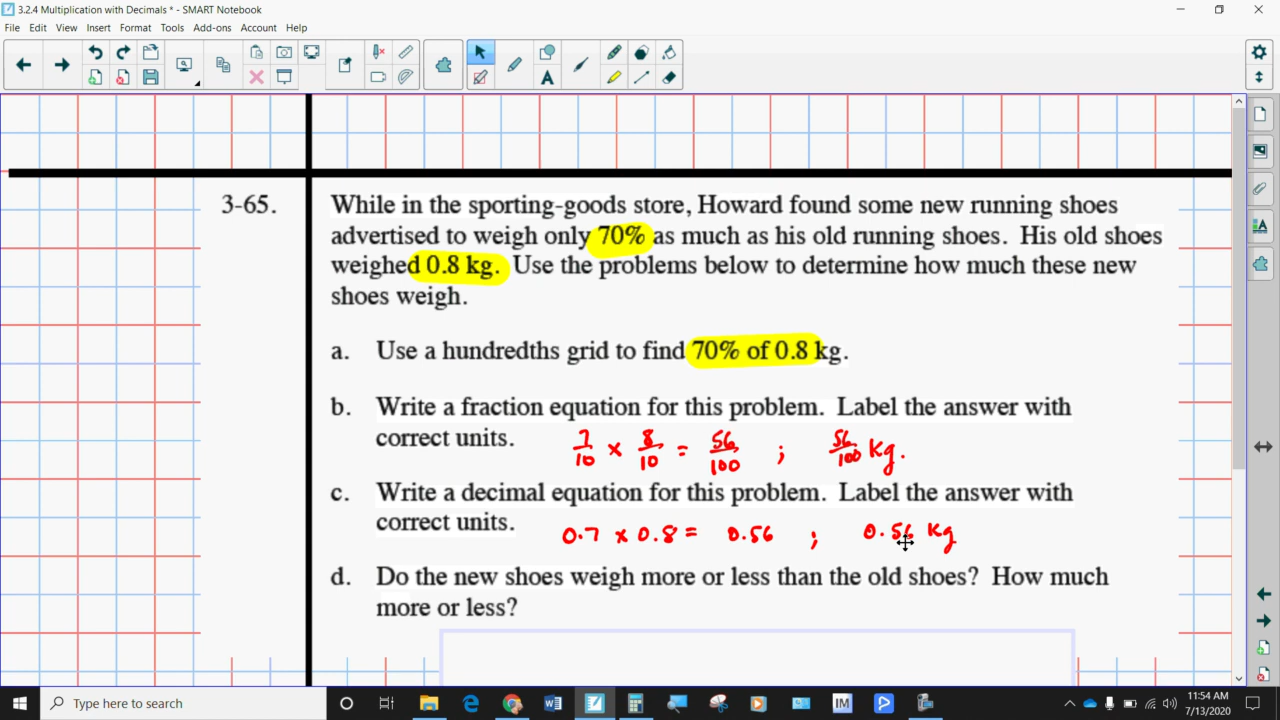 3.2.4 Multiplication with Decimals * - SMART Notebook
File Edit View Insert Format Tools Add-ons Account Help
3-65. While in the sporting-goods store, Howard found some new running shoes
advertised to weigh only 70% as much as his old running shoes. His old shoes
weighed 0.8 kg. Use the problems below to determine how much these new
shoes weigh.
a. Use a hundredths grid to find 70% of 0.8 kg.
b. Write a fraction equation for this problem. Label the answer with
correct units. 7/10 x 8/10 = 56/100 ; 56/100 kg.
c. Write a decimal equation for this problem. Label the answer with
correct units. 0.7 x 0.8 = 0.56 ; 0.56 kg
d. Do the new shoes weigh more or less than the old shoes? How much
more or less?
Type here to search
IM
11:54 AM
7/13/2020